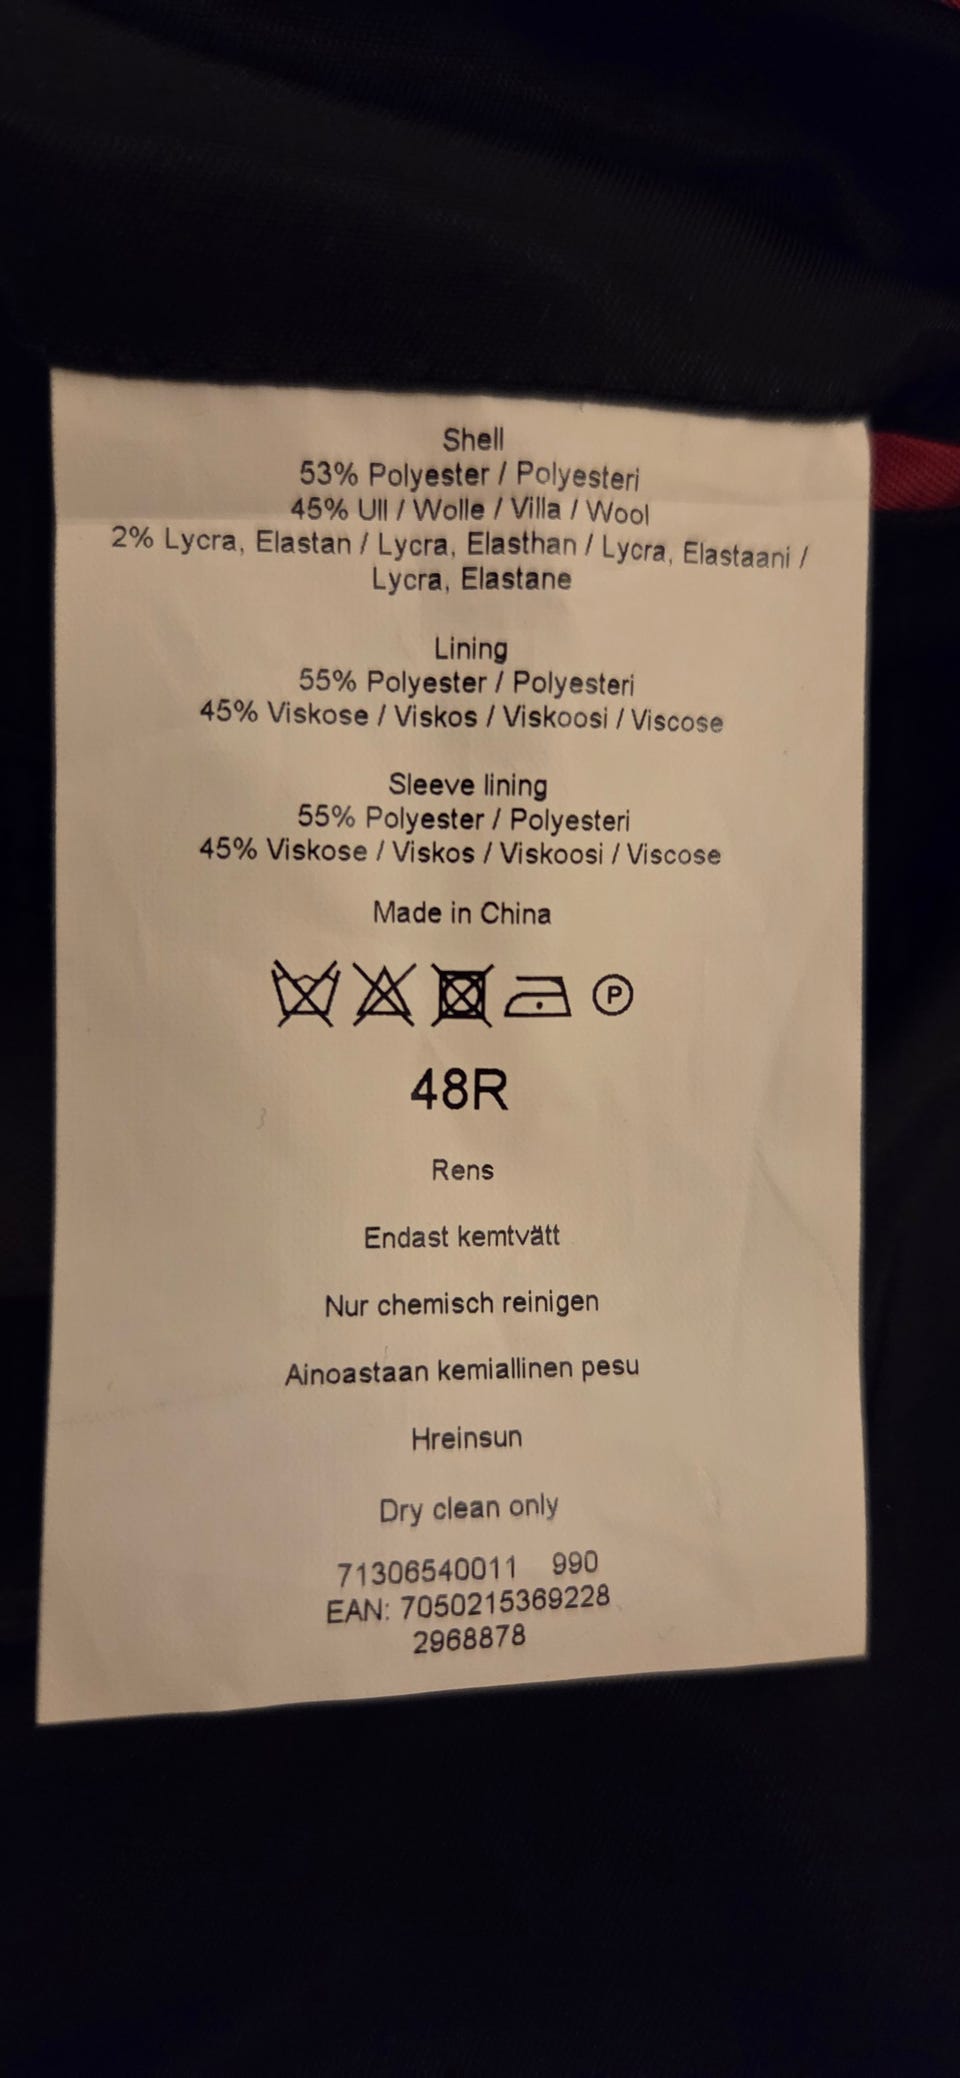 Shell
53% Polyester / Polyesteri
45% Ull / Wolle / Villa / Wool
2% Lycra, Elastan / Lycra, Elasthan / Lycra, Elastaani /
Lycra, Elastane
Lining
55% Polyester / Polyesteri
45% Viskose / Viskos / Viskoosi / Viscose
Sleeve lining
55% Polyester / Polyesteri
45% Viskose / Viskos / Viskoosi / Viscose
Made in China
P
48R
Rens
Endast kemtvätt
Nur chemisch reinigen
Ainoastaan kemiallinen pesu
Hreinsun
Dry clean only
71306540011 990
EAN: 7050215369228
2968878